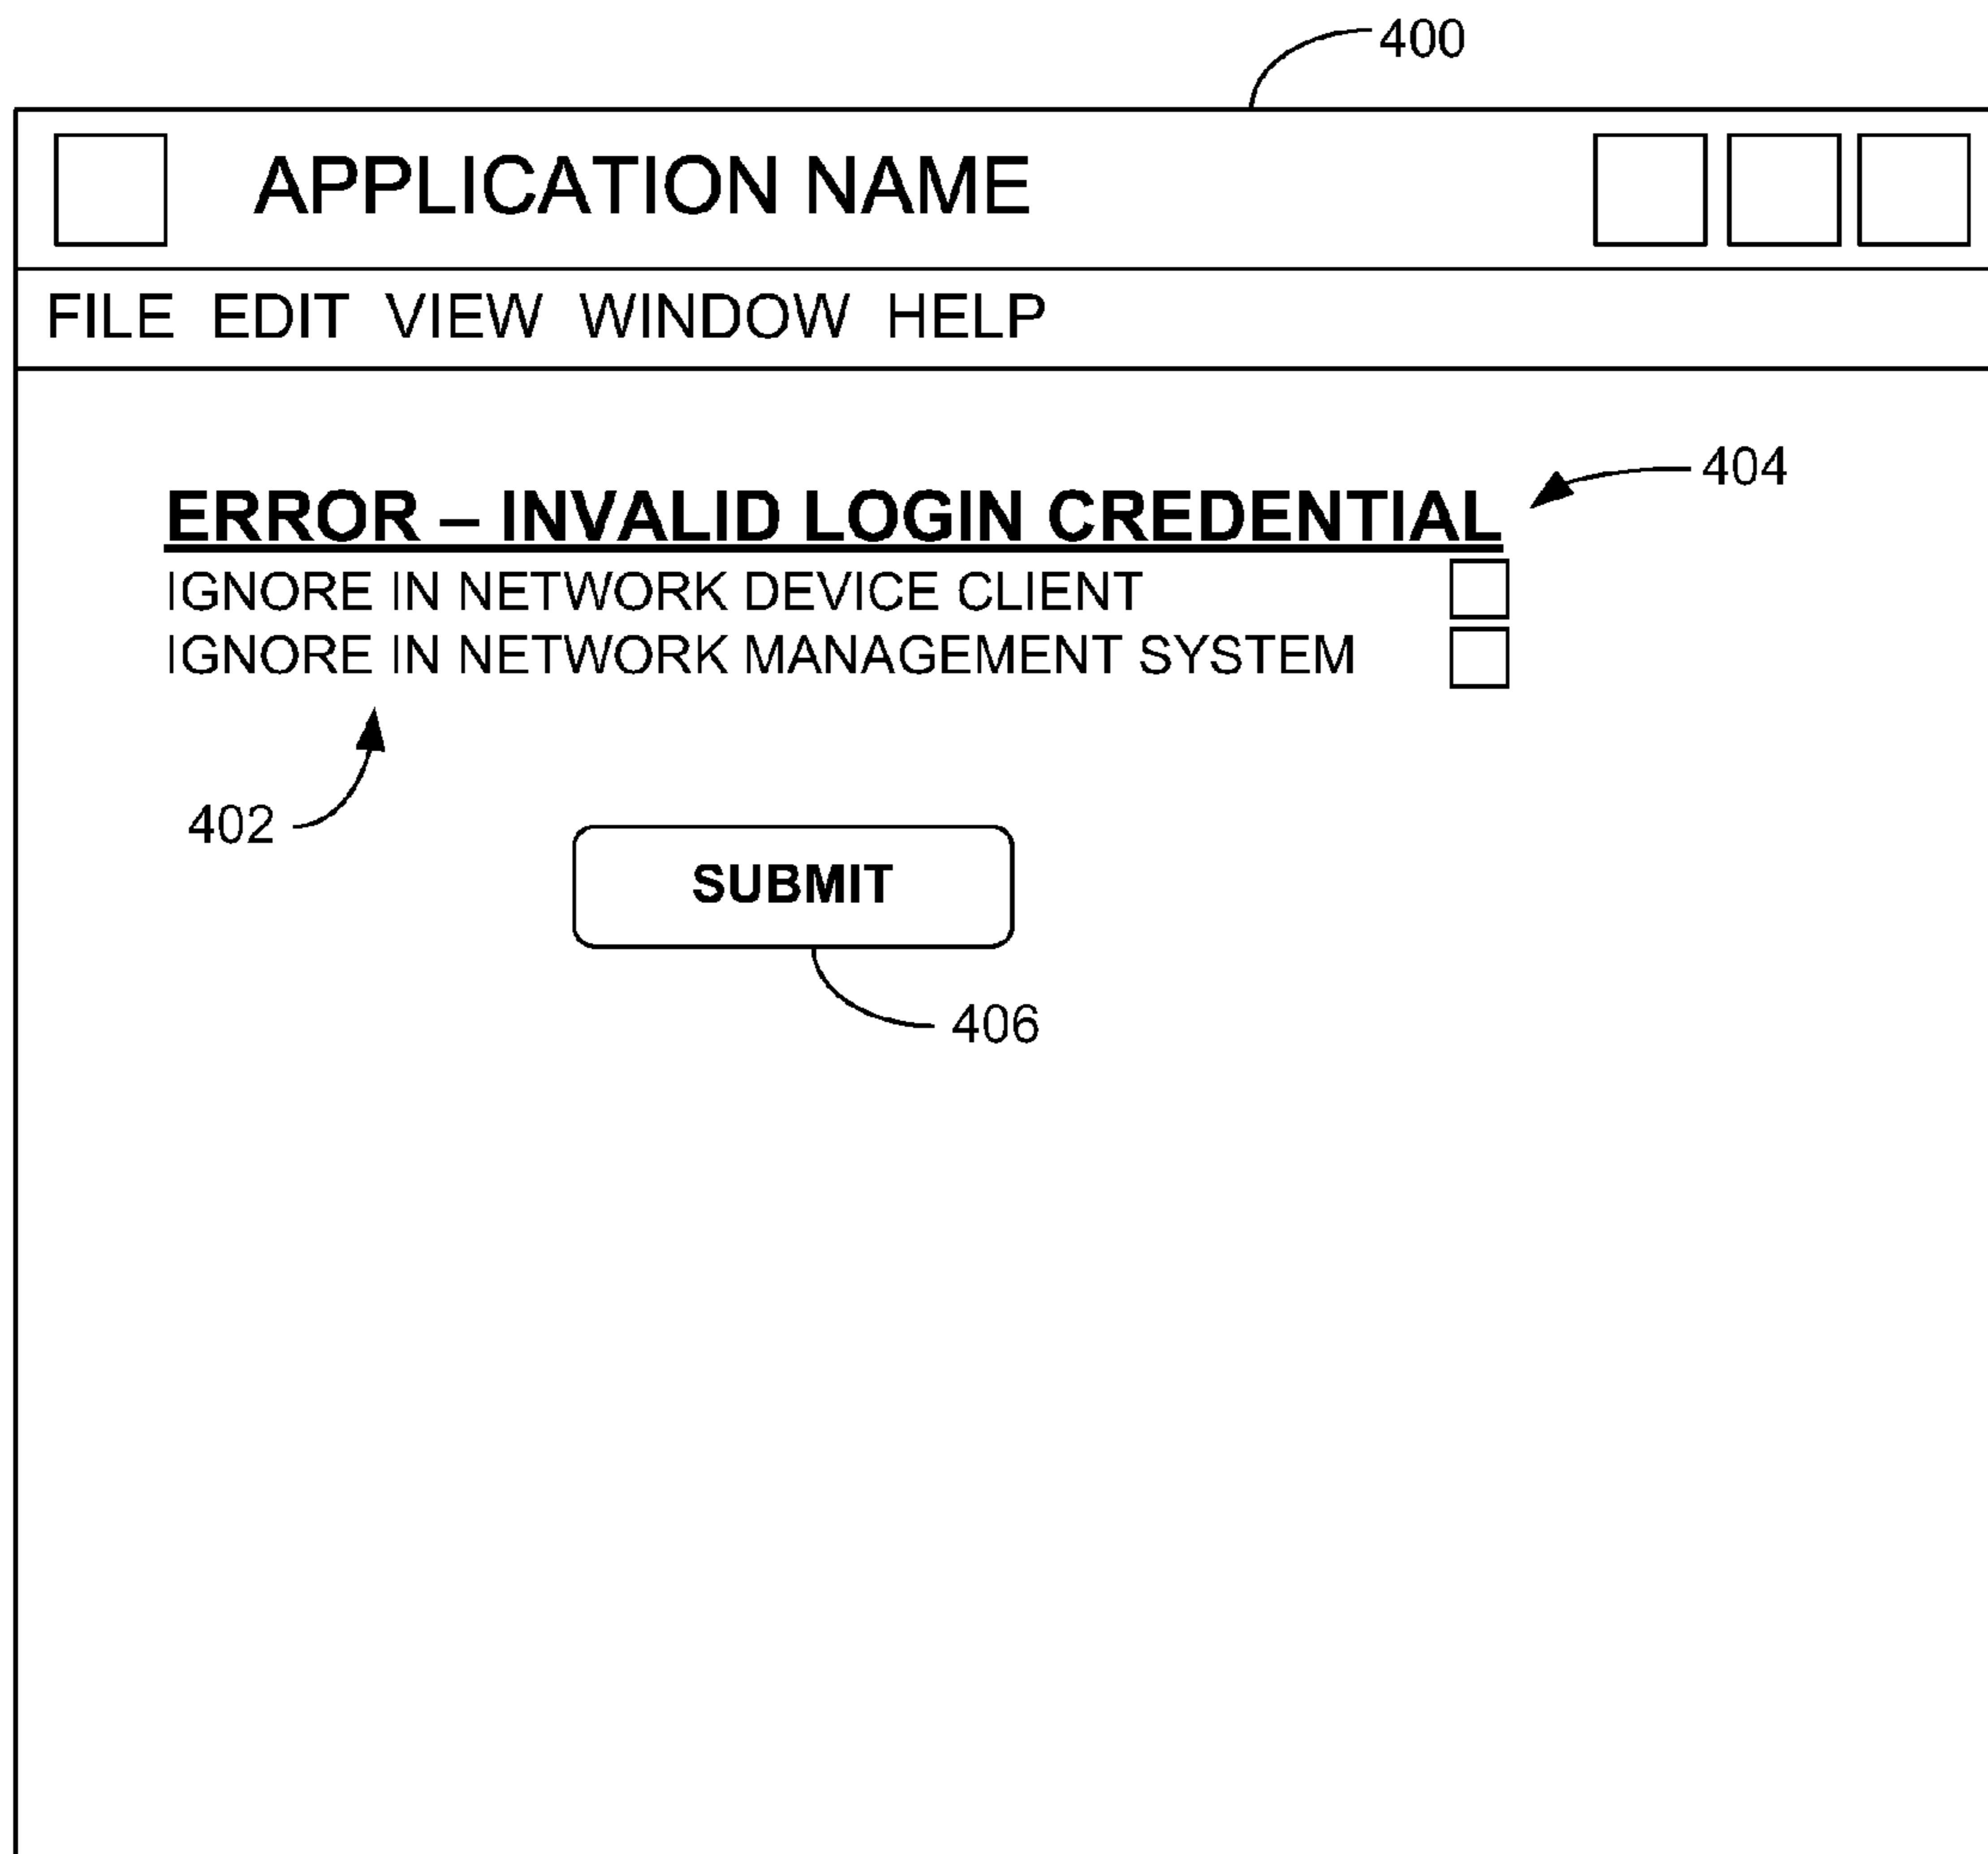 400
APPLICATION NAME
FILE EDIT VIEW WINDOW HELP
404
ERROR – INVALID LOGIN CREDENTIAL
IGNORE IN NETWORK DEVICE CLIENT
IGNORE IN NETWORK MANAGEMENT SYSTEM
402
SUBMIT
406